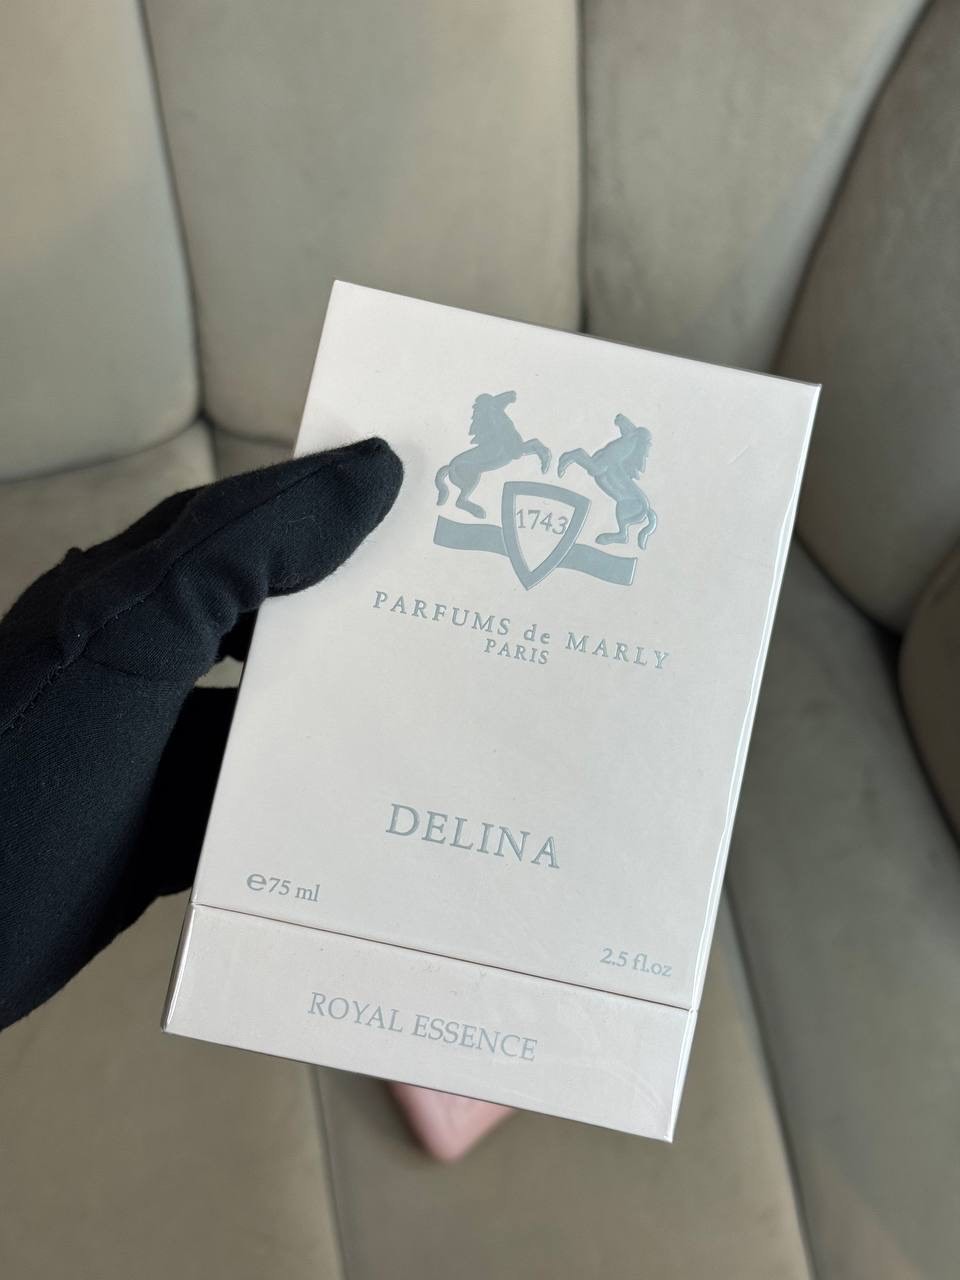 1743
PARFUMS de MARLY
PARIS
DELINA
℮75 ml
2.5 fl.oz
ROYAL ESSENCE